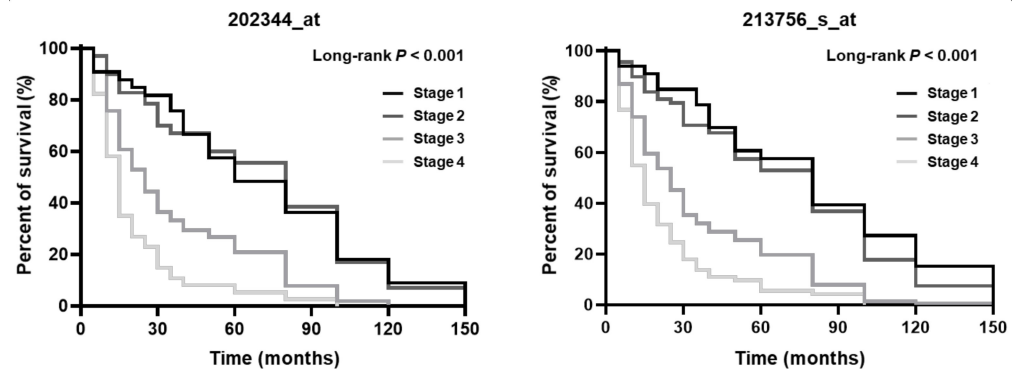 202344_at
Long-rank P < 0.001
Stage 1
Stage 2
Stage 3
Stage 4
Percent of survival (%)
100
80
60
40
20
0
0 30 60 90 120 150
Time (months)
213756_s_at
Long-rank P < 0.001
Stage 1
Stage 2
Stage 3
Stage 4
Percent of survival (%)
100
80
60
40
20
0
0 30 60 90 120 150
Time (months)